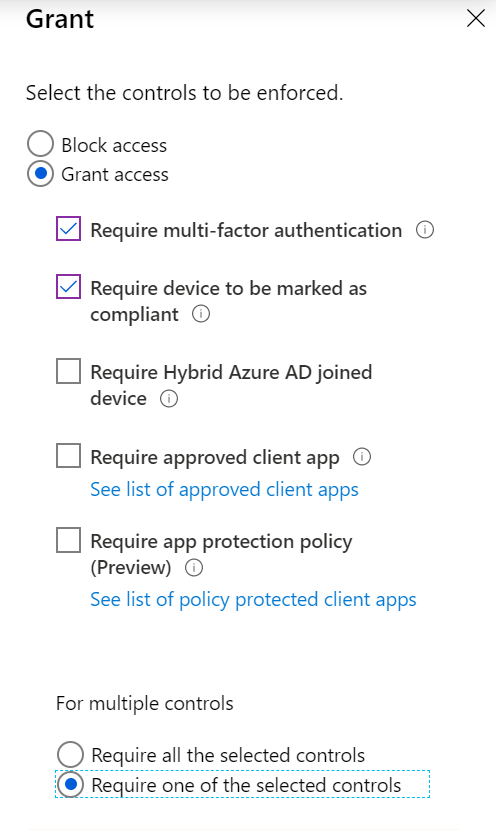 Grant
Select the controls to be enforced.
Block access
Grant access
Require multi-factor authentication
Require device to be marked as
compliant
Require Hybrid Azure AD joined
device
Require approved client app
See list of approved client apps
Require app protection policy
(Preview)
See list of policy protected client apps
For multiple controls
Require all the selected controls
Require one of the selected controls